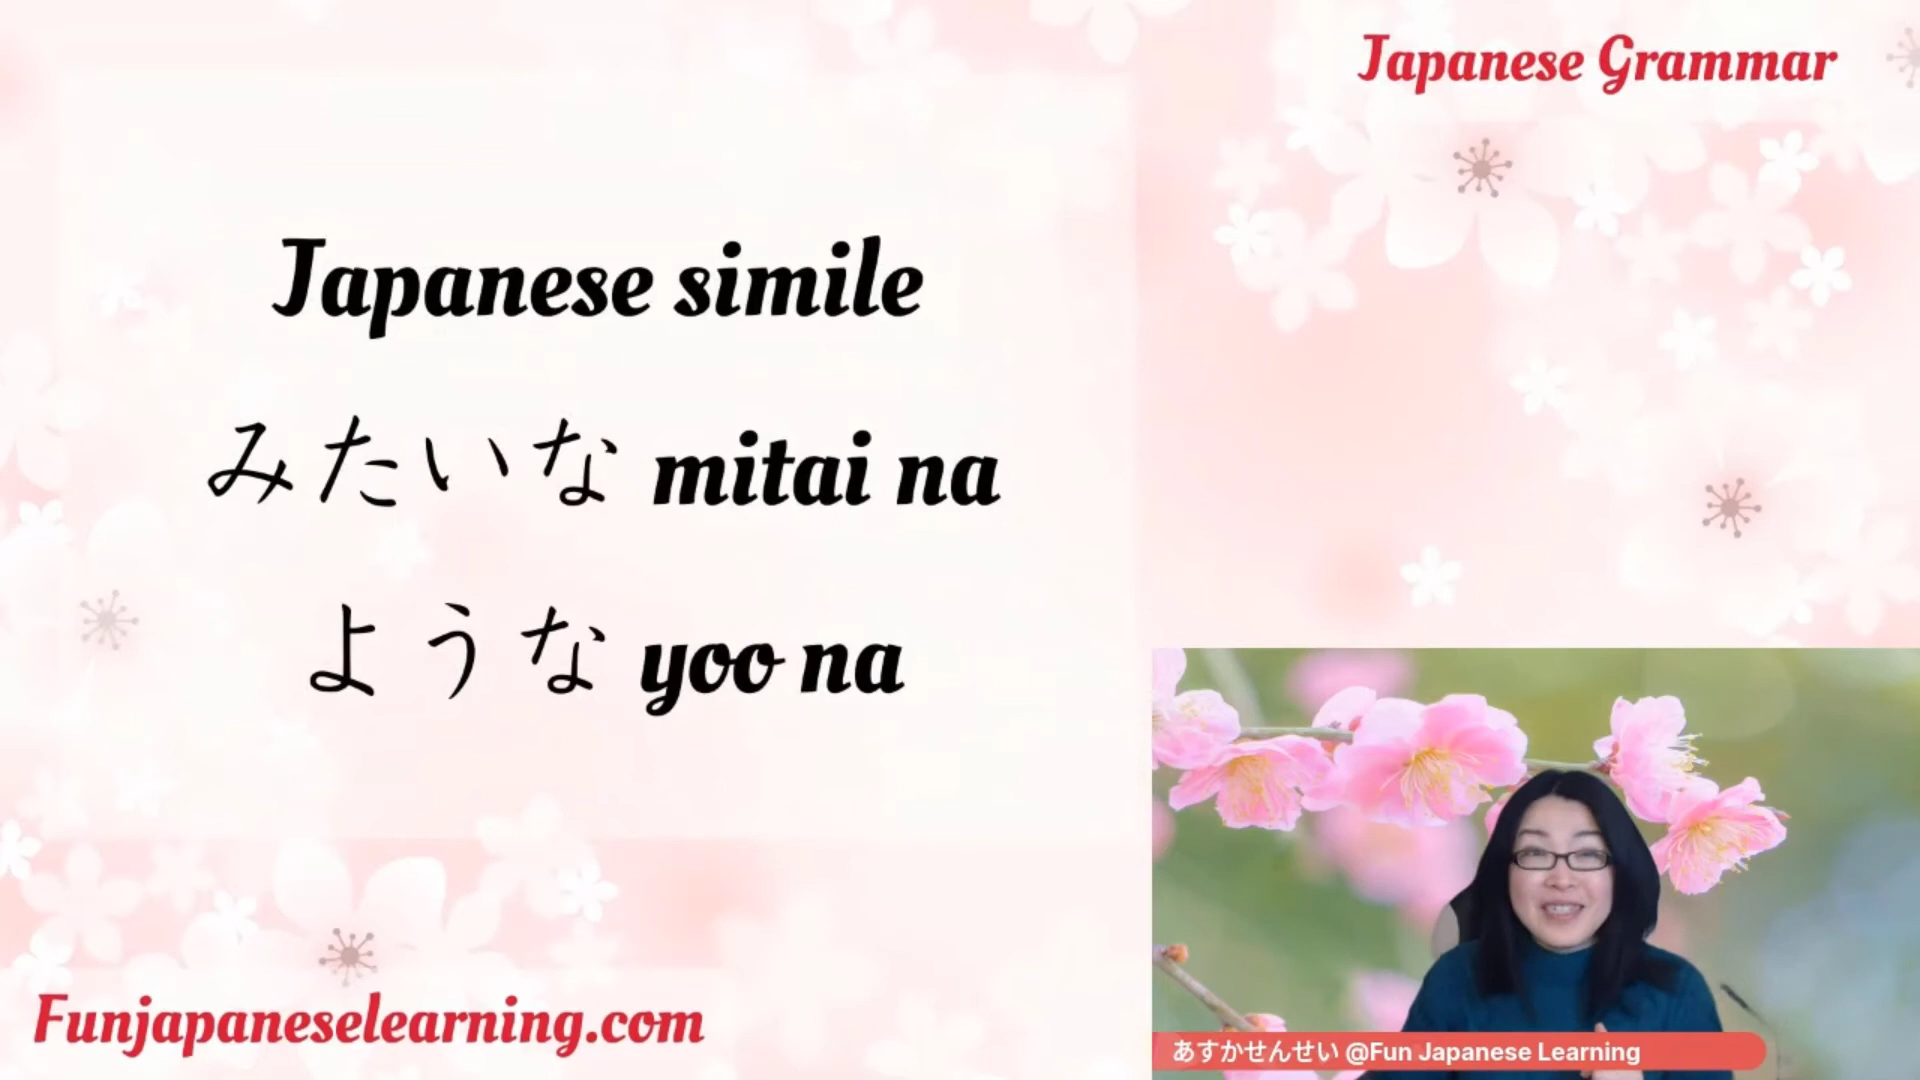 Japanese Grammar
Japanese simile
みたいな mitai na
ような yoo na
Funjapaneselearning.com
あすかせんせい @Fun Japanese Learning